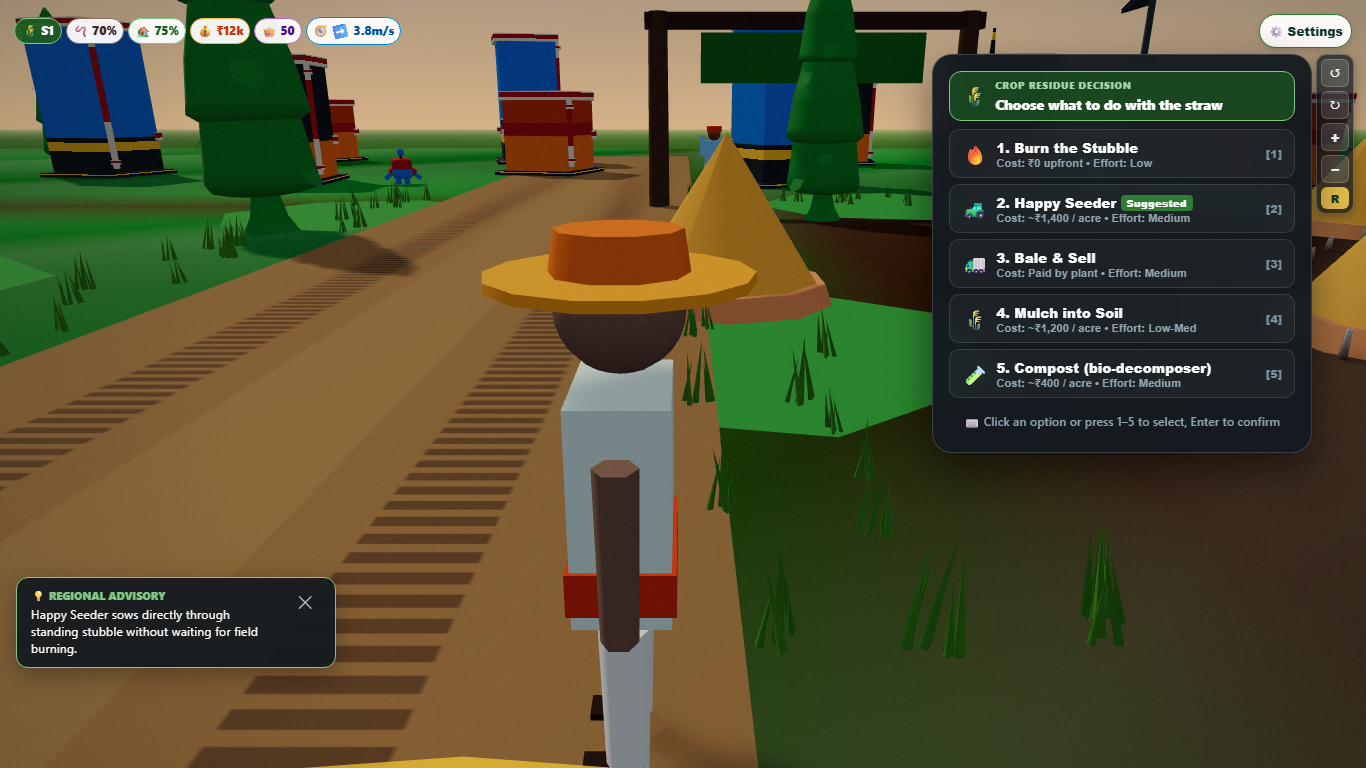 S1
70%
75%
₹12k
50
3.8m/s
Settings
CROP RESIDUE DECISION
Choose what to do with the straw
1. Burn the Stubble
Cost: ₹0 upfront • Effort: Low
[1]
2. Happy Seeder Suggested
Cost: ~₹1,400 / acre • Effort: Medium
[2]
3. Bale & Sell
Cost: Paid by plant • Effort: Medium
[3]
4. Mulch into Soil
Cost: ~₹1,200 / acre • Effort: Low-Med
[4]
5. Compost (bio-decomposer)
Cost: ~₹400 / acre • Effort: Medium
[5]
Click an option or press 1–5 to select, Enter to confirm
↺
↻
+
−
R
REGIONAL ADVISORY
Happy Seeder sows directly through
standing stubble without waiting for field
burning.